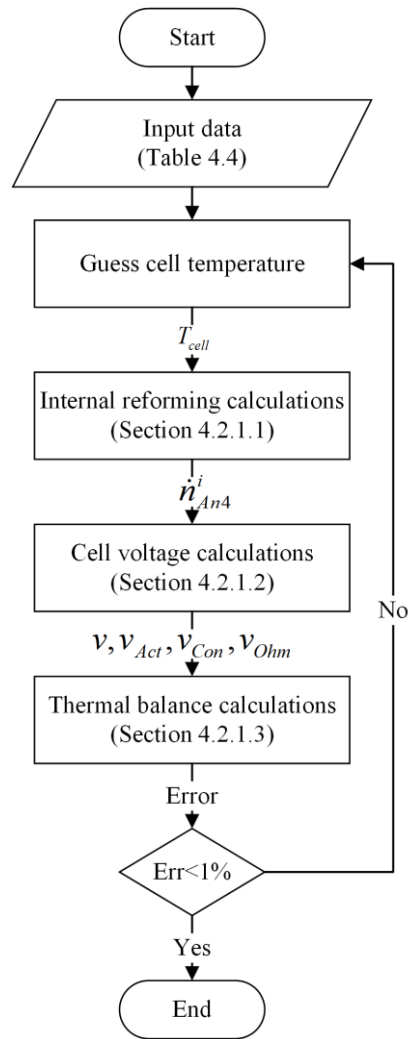 Start
Input data
(Table 4.4)
Guess cell temperature
T_cell
Internal reforming calculations
(Section 4.2.1.1)
ṅ^i_An4
Cell voltage calculations
(Section 4.2.1.2)
v, v_Act, v_Con, v_Ohm
Thermal balance calculations
(Section 4.2.1.3)
Error
Err<1%
No
Yes
End